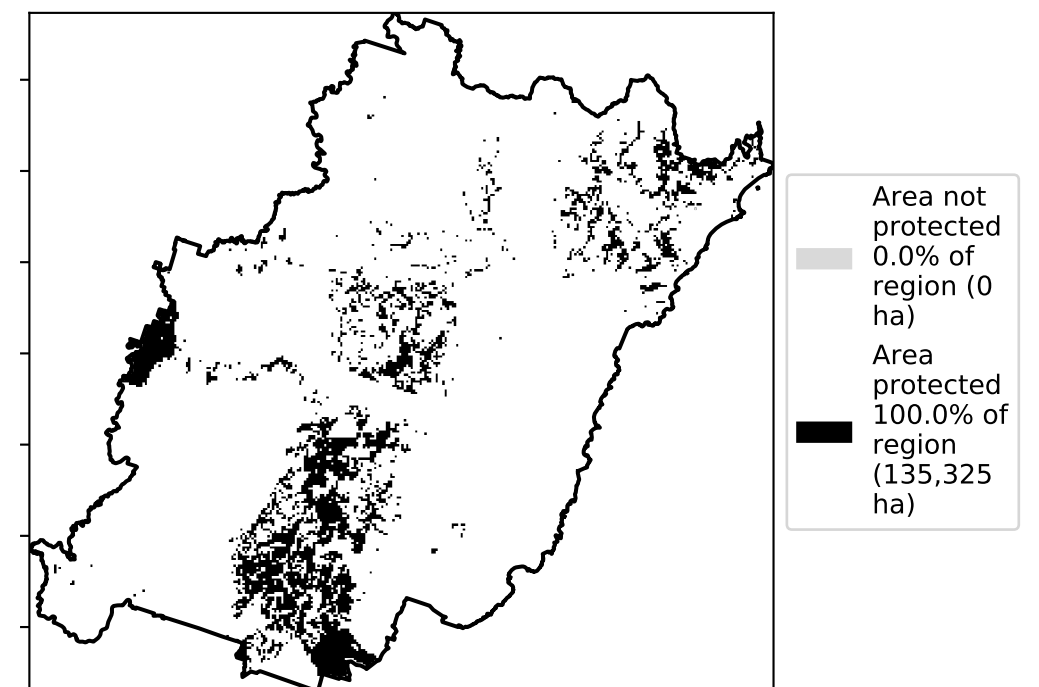 Area not
protected
0.0% of
region (0
ha)
Area
protected
100.0% of
region
(135,325
ha)